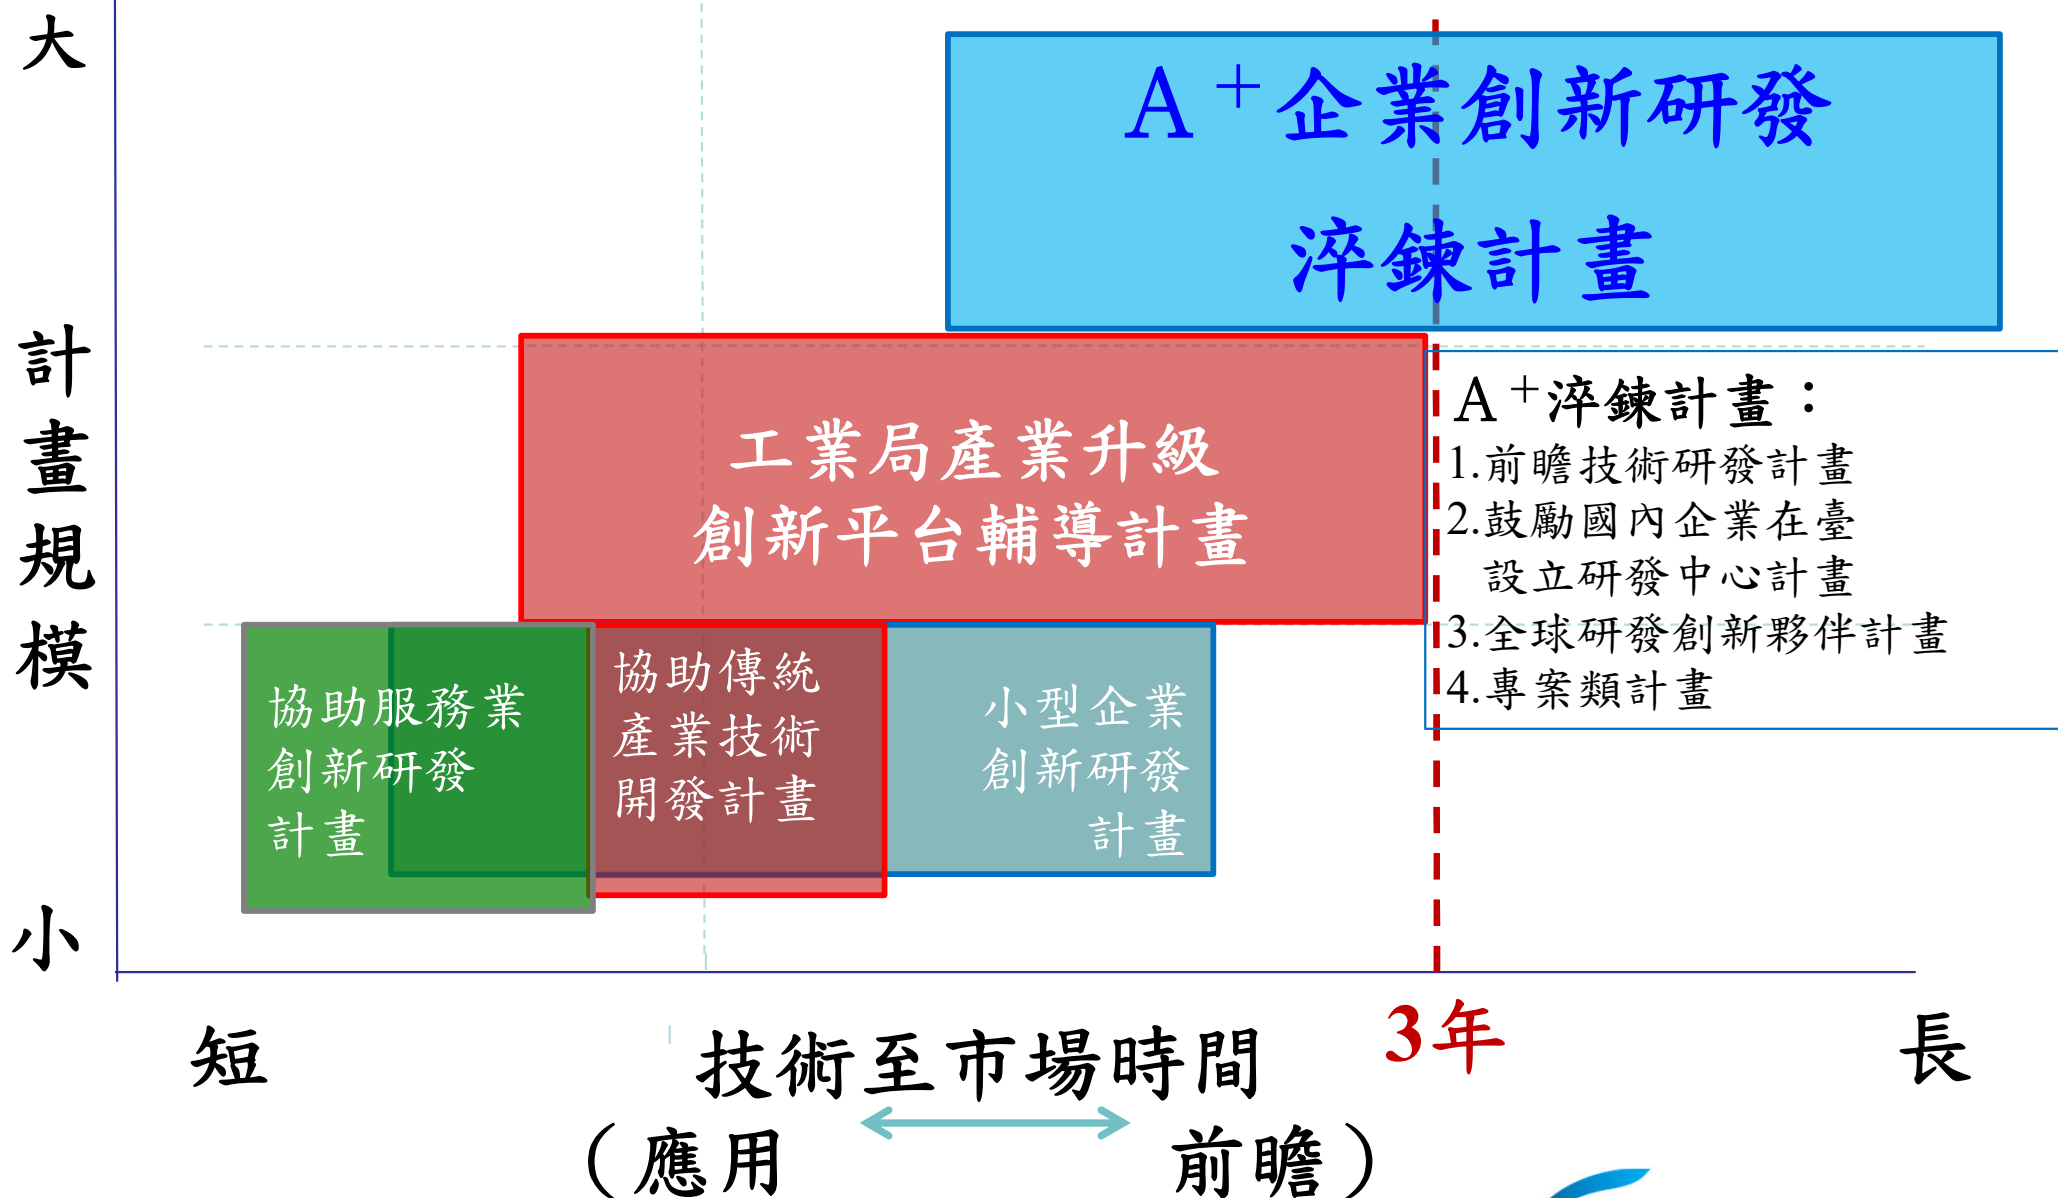 大
計
畫
規
模
小
A⁺企業創新研發
淬鍊計畫
工業局產業升級
創新平台輔導計畫
A⁺淬鍊計畫：
1.前瞻技術研發計畫
2.鼓勵國內企業在臺
設立研發中心計畫
3.全球研發創新夥伴計畫
4.專案類計畫
協助服務業
創新研發
計畫
協助傳統
產業技術
開發計畫
小型企業
創新研發
計畫
短
技術至市場時間
3年
長
（應用
前瞻）